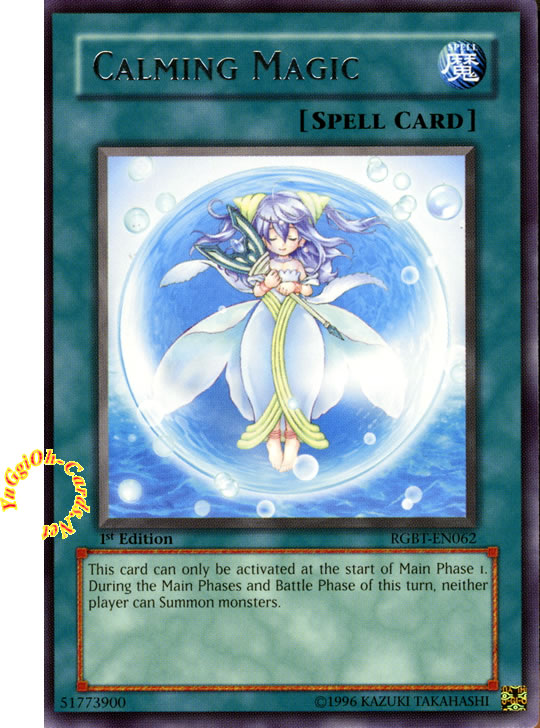 CALMING MAGIC
SPELL
魔
[SPELL CARD]
YuGgiOh-Cards.Net
1st Edition
RGBT-EN062
This card can only be activated at the start of Main Phase 1.
During the Main Phases and Battle Phase of this turn, neither
player can Summon monsters.
51773900
©1996 KAZUKI TAKAHASHI